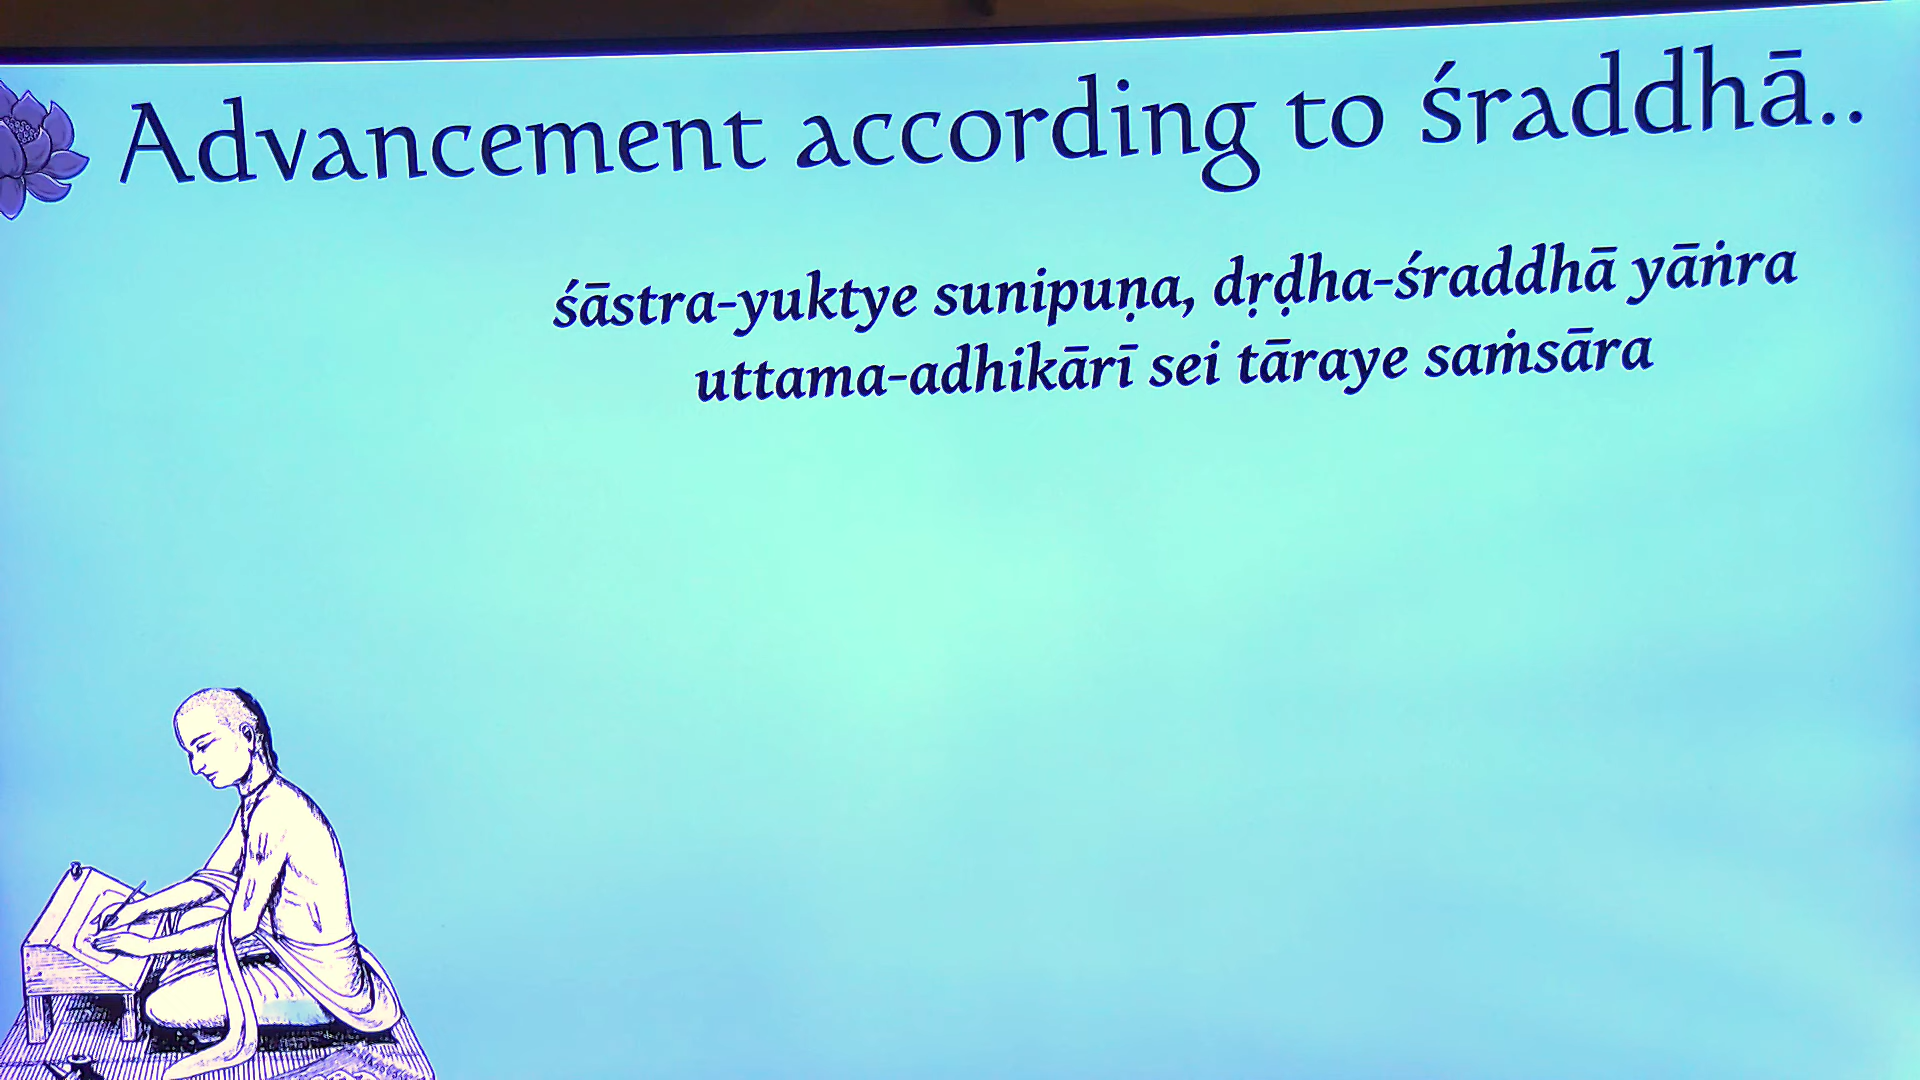 Advancement according to śraddhā..
śāstra-yuktye sunipuṇa, dṛḍha-śraddhā yāṅra
uttama-adhikārī sei tāraye saṁsāra